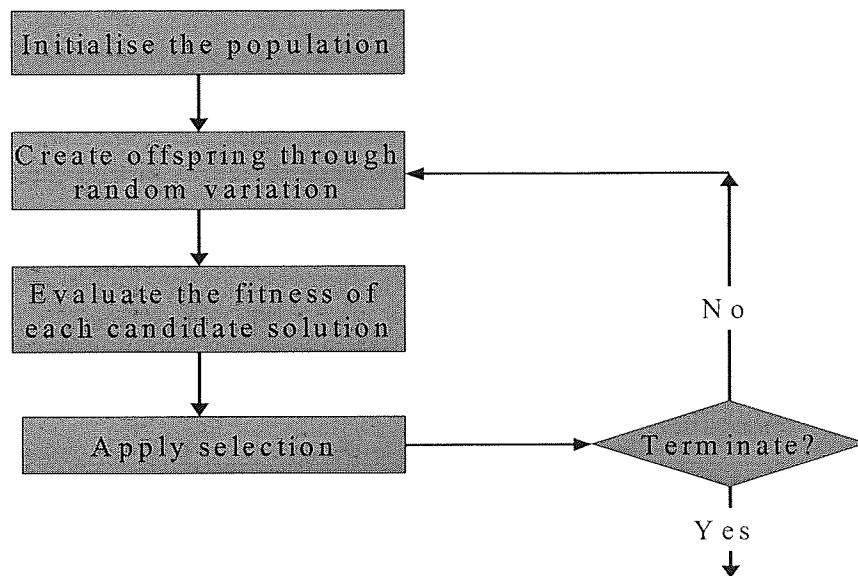 Initialise the population
Create offspring through
random variation
Evaluate the fitness of
each candidate solution
No
Apply selection
Terminate?
Yes